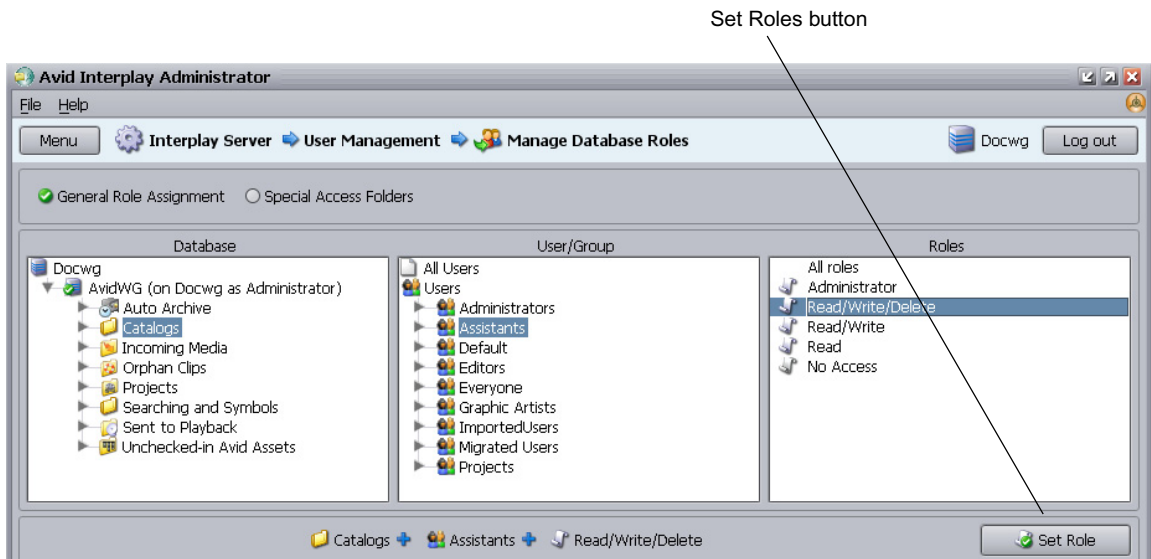 Set Roles button
Avid Interplay Administrator
File Help
Menu Interplay Server User Management Manage Database Roles Docwg Log out
General Role Assignment Special Access Folders
Database
Docwg
AvidWG (on Docwg as Administrator)
Auto Archive
Catalogs
Incoming Media
Orphan Clips
Projects
Searching and Symbols
Sent to Playback
Unchecked-in Avid Assets
User/Group
All Users
Users
Administrators
Assistants
Default
Editors
Everyone
Graphic Artists
ImportedUsers
Migrated Users
Projects
Roles
All roles
Administrator
Read/Write/Delete
Read/Write
Read
No Access
Catalogs + Assistants + Read/Write/Delete Set Role